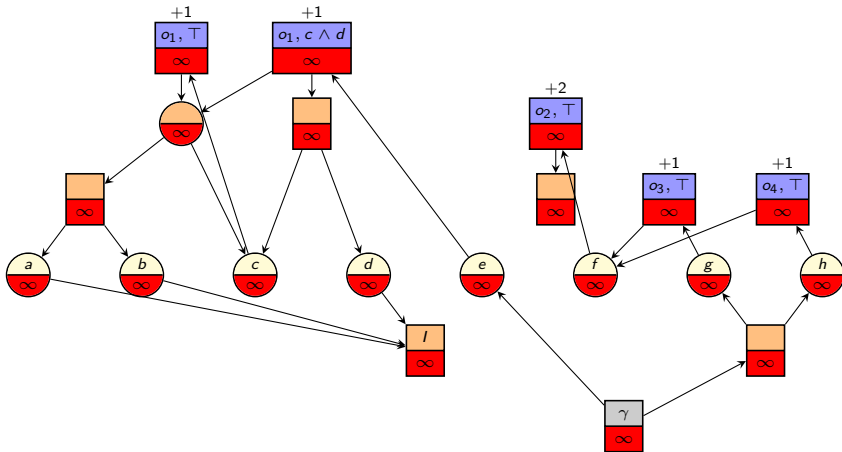 +1 +1
o₁, ⊤ o₁, c ∧ d
∞ ∞
+2
o₂, ⊤
∞ ∞ ∞
+1 +1
o₃, ⊤ o₄, ⊤
∞ ∞ ∞ ∞
a b c d e f g h
∞ ∞ ∞ ∞ ∞ ∞ ∞ ∞
I
∞ ∞
γ
∞